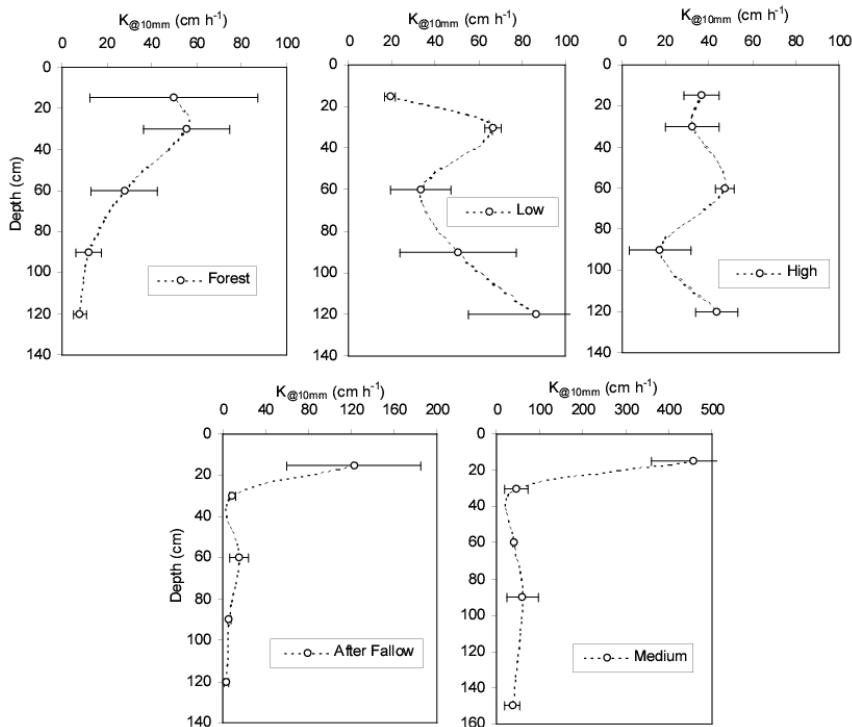 K@10mm (cm h-1) K@10mm (cm h-1) K@10mm (cm h-1)
0 20 40 60 80 100 0 20 40 60 80 100 0 20 40 60 80 100
0 0 0
20 20 20
40 40 40
60 60 60
Depth (cm)
80 80 80
100 100 100
120 120 120
140 140 140
Forest
Low
High
K@10mm (cm h-1) K@10mm (cm h-1)
0 40 80 120 160 200 0 100 200 300 400 500
0 0
20 20
40 40
60 60
80 80
Depth (cm)
100 100
120 120
140 140
160
After Fallow
Medium